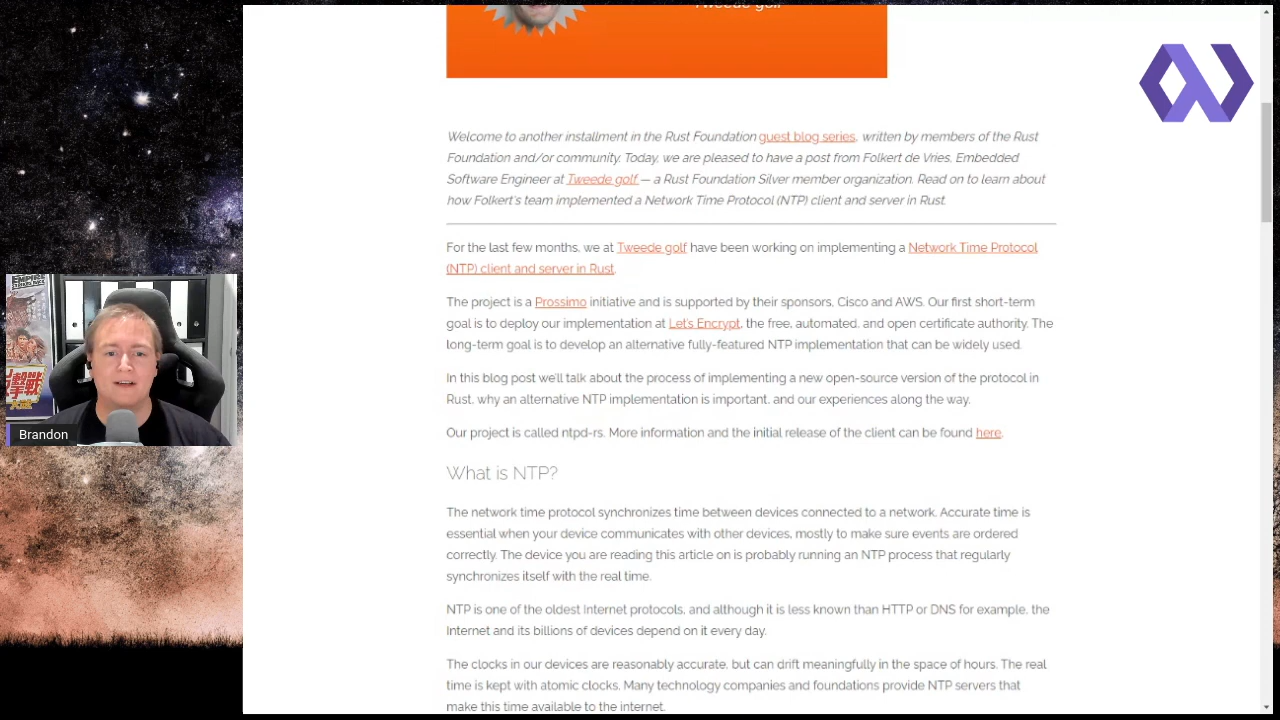 Tweede golf
Welcome to another installment in the Rust Foundation guest blog series, written by members of the Rust
Foundation and/or community. Today, we are pleased to have a post from Folkert de Vries, Embedded
Software Engineer at Tweede golf — a Rust Foundation Silver member organization. Read on to learn about
how Folkert's team implemented a Network Time Protocol (NTP) client and server in Rust.
For the last few months, we at Tweede golf have been working on implementing a Network Time Protocol
(NTP) client and server in Rust.
The project is a Prossimo initiative and is supported by their sponsors, Cisco and AWS. Our first short-term
goal is to deploy our implementation at Let's Encrypt, the free, automated, and open certificate authority. The
long-term goal is to develop an alternative fully-featured NTP implementation that can be widely used.
In this blog post we'll talk about the process of implementing a new open-source version of the protocol in
Rust, why an alternative NTP implementation is important, and our experiences along the way.
Our project is called ntpd-rs. More information and the initial release of the client can be found here.
What is NTP?
The network time protocol synchronizes time between devices connected to a network. Accurate time is
essential when your device communicates with other devices, mostly to make sure events are ordered
correctly. The device you are reading this article on is probably running an NTP process that regularly
synchronizes itself with the real time.
NTP is one of the oldest Internet protocols, and although it is less known than HTTP or DNS for example, the
Internet and its billions of devices depend on it every day.
The clocks in our devices are reasonably accurate, but can drift meaningfully in the space of hours. The real
time is kept with atomic clocks. Many technology companies and foundations provide NTP servers that
make this time available to the internet.
擊戰
Brandon